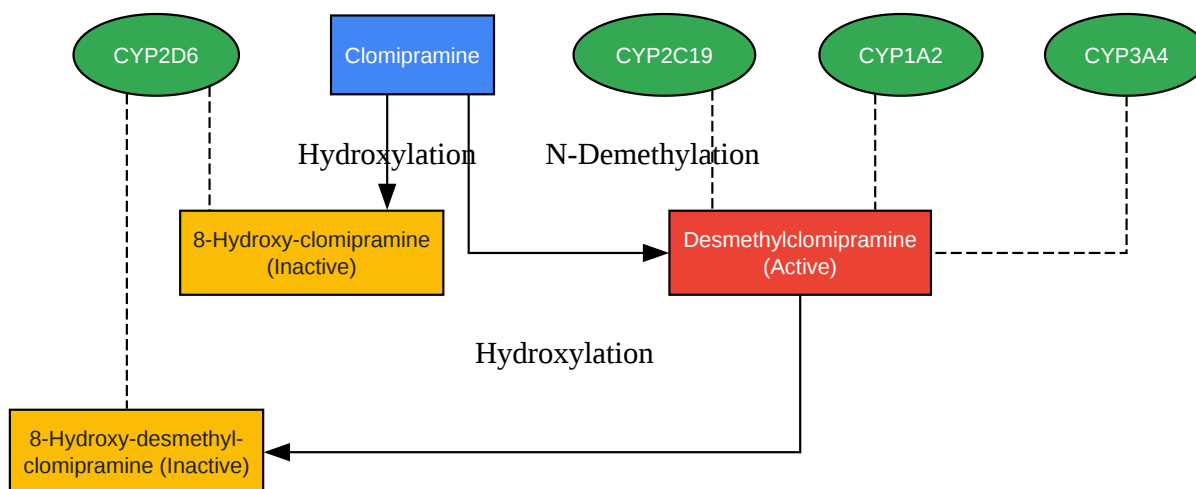 CYP2D6
Clomipramine
CYP2C19
CYP1A2
CYP3A4
Hydroxylation
N-Demethylation
8-Hydroxy-clomipramine
(Inactive)
Desmethylclomipramine
(Active)
Hydroxylation
8-Hydroxy-desmethyl-
clomipramine (Inactive)